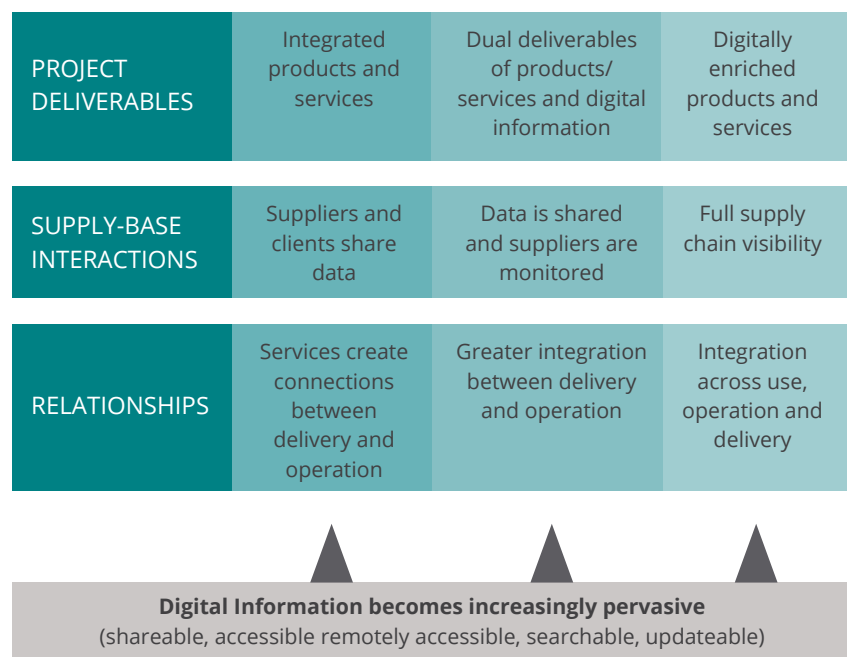 PROJECT
DELIVERABLES
Integrated
products and
services
Dual deliverables
of products/
services and digital
information
Digitally
enriched
products and
services
SUPPLY-BASE
INTERACTIONS
Suppliers and
clients share
data
Data is shared
and suppliers are
monitored
Full supply
chain visibility
RELATIONSHIPS
Services create
connections
between
delivery and
operation
Greater integration
between delivery
and operation
Integration
across use,
operation and
delivery
Digital Information becomes increasingly pervasive
(shareable, accessible remotely accessible, searchable, updateable)